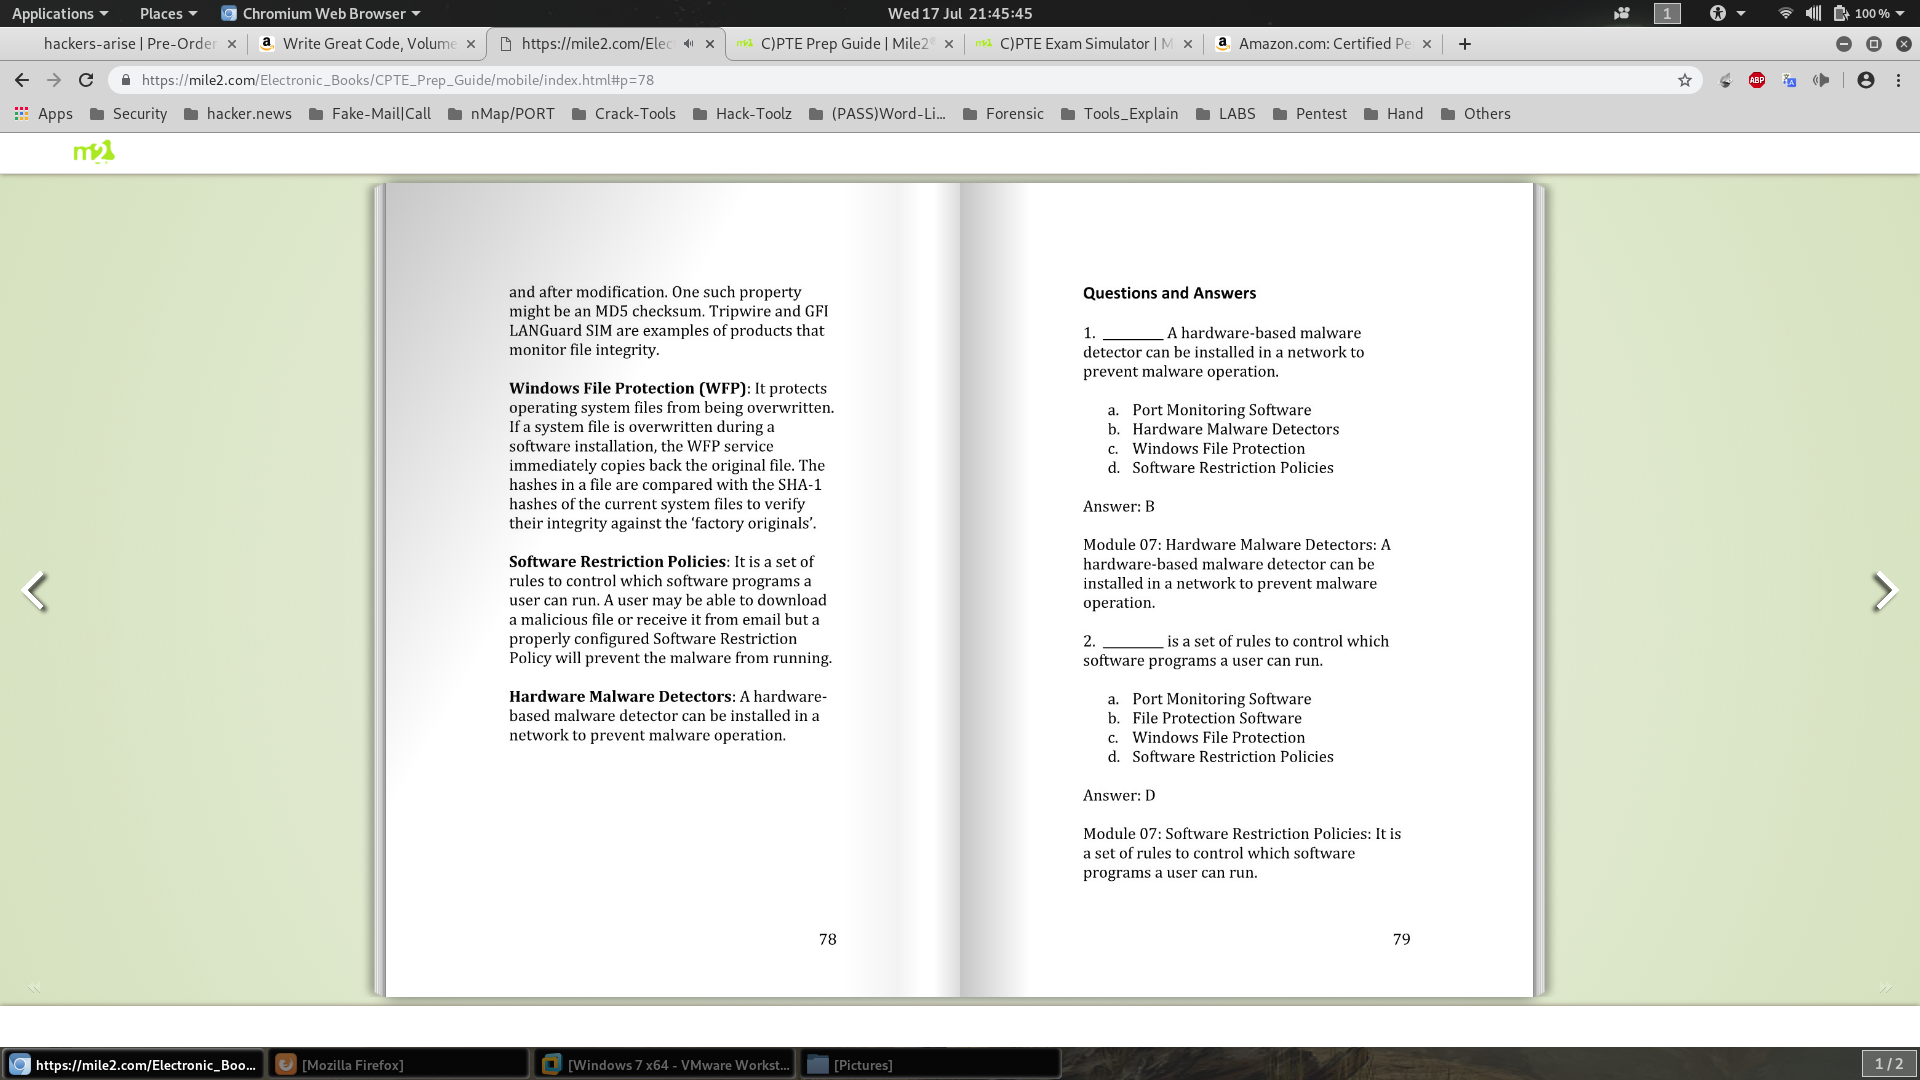 Applications Places Chromium Web Browser Wed 17 Jul 21:45:45 1 100 %
hackers-arise | Pre-Order Write Great Code, Volume https://mile2.com/Elec C)PTE Prep Guide | Mile2 C)PTE Exam Simulator | M Amazon.com: Certified Pe
https://mile2.com/Electronic_Books/CPTE_Prep_Guide/mobile/index.html#p=78 ABP
Apps Security hacker.news Fake-Mail|Call nMap/PORT Crack-Tools Hack-Toolz (PASS)Word-Li... Forensic Tools_Explain LABS Pentest Hand Others
m2
and after modification. One such property
might be an MD5 checksum. Tripwire and GFI
LANGuard SIM are examples of products that
monitor file integrity.
Windows File Protection (WFP): It protects
operating system files from being overwritten.
If a system file is overwritten during a
software installation, the WFP service
immediately copies back the original file. The
hashes in a file are compared with the SHA-1
hashes of the current system files to verify
their integrity against the ‘factory originals’.
Software Restriction Policies: It is a set of
rules to control which software programs a
user can run. A user may be able to download
a malicious file or receive it from email but a
properly configured Software Restriction
Policy will prevent the malware from running.
Hardware Malware Detectors: A hardware-
based malware detector can be installed in a
network to prevent malware operation.
78
Questions and Answers
1. ________ A hardware-based malware
detector can be installed in a network to
prevent malware operation.
a. Port Monitoring Software
b. Hardware Malware Detectors
c. Windows File Protection
d. Software Restriction Policies
Answer: B
Module 07: Hardware Malware Detectors: A
hardware-based malware detector can be
installed in a network to prevent malware
operation.
2. ________ is a set of rules to control which
software programs a user can run.
a. Port Monitoring Software
b. File Protection Software
c. Windows File Protection
d. Software Restriction Policies
Answer: D
Module 07: Software Restriction Policies: It is
a set of rules to control which software
programs a user can run.
79
https://mile2.com/Electronic_Boo... [Mozilla Firefox] [Windows 7 x64 - VMware Workst... [Pictures] 1 / 2